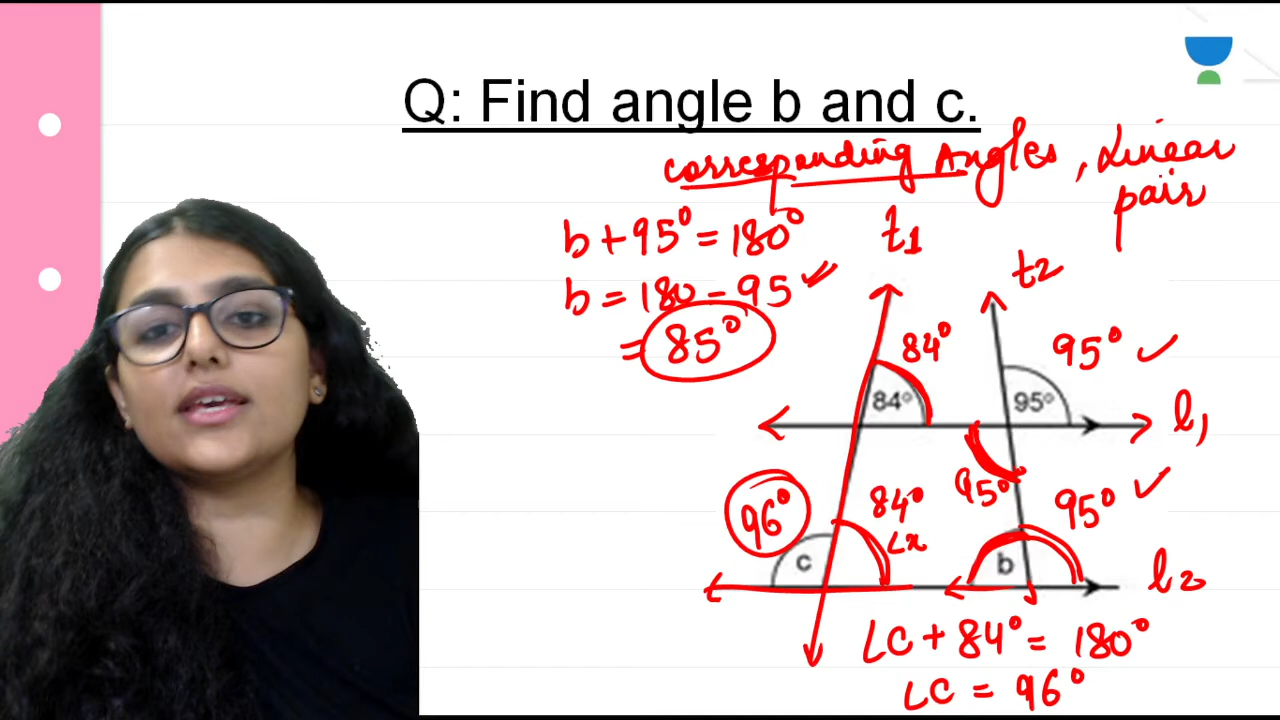 Q: Find angle b and c.
corresponding Angles, Linear
pair
b + 95° = 180°
b = 180 - 95 ✓
= 85°
t1
t2
84°
95° ✓
84°
95°
l1
96°
84°
∠x
95°
95° ✓
c
b
l2
∠C + 84° = 180°
∠C = 96°